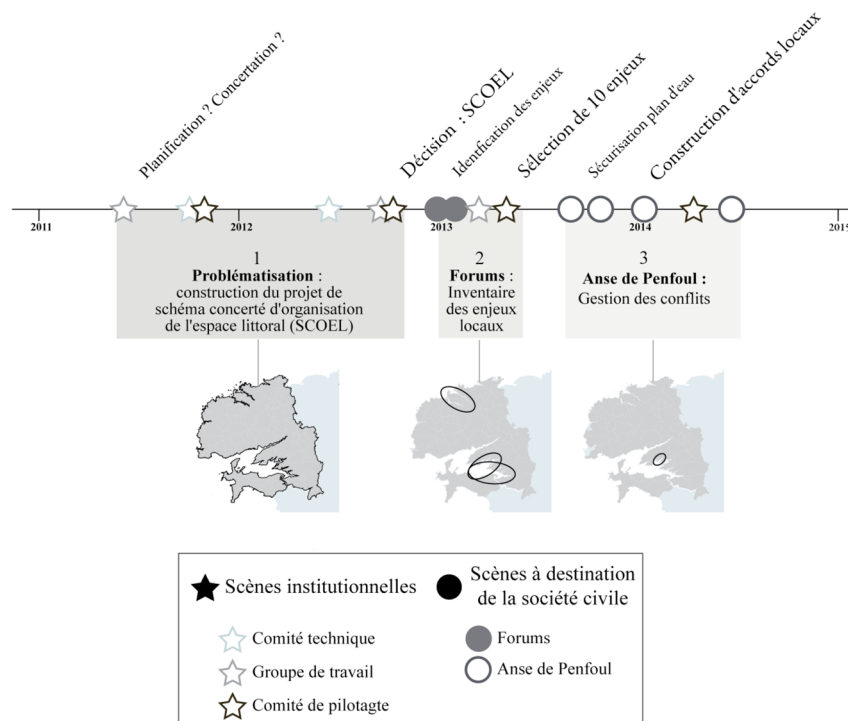 Planification ? Concertation ?
Décision : SCOEL
Identfication des enjeux
Sélection de 10 enjeux
Sécurisation plan d'eau
Construction d'accords locaux
2011
2012
2013
2014
2019
1
Problématisation :
construction du projet de
schéma concerté d'organisation
de l'espace littoral (SCOEL)
2
Forums :
Inventaire
des enjeux
locaux
3
Anse de Penfoul :
Gestion des conflits
Scènes institutionnelles
Comité technique
Groupe de travail
Comité de pilotagte
Scènes à destination
de la société civile
Forums
Anse de Penfoul